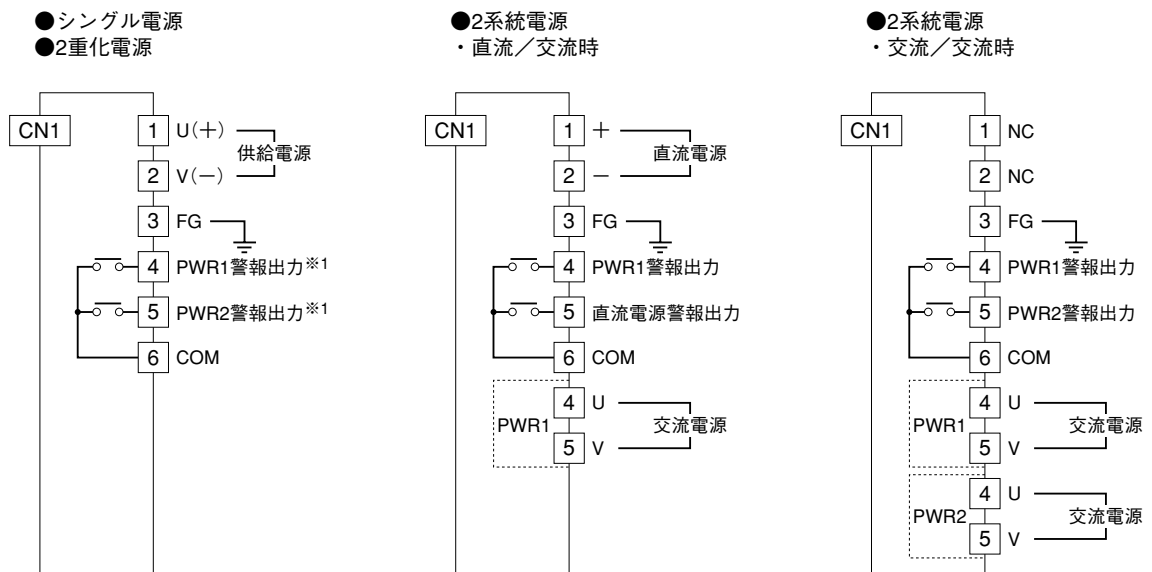 ●シングル電源
●2重化電源
CN1
1 U(+)
供給電源
2 V(−)
3 FG
4 PWR1警報出力※1
5 PWR2警報出力※1
6 COM
●2系統電源
・直流／交流時
CN1
1 +
直流電源
2 −
3 FG
4 PWR1警報出力
5 直流電源警報出力
6 COM
PWR1
4 U
交流電源
5 V
●2系統電源
・交流／交流時
CN1
1 NC
2 NC
3 FG
4 PWR1警報出力
5 PWR2警報出力
6 COM
PWR1
4 U
交流電源
5 V
PWR2
4 U
交流電源
5 V